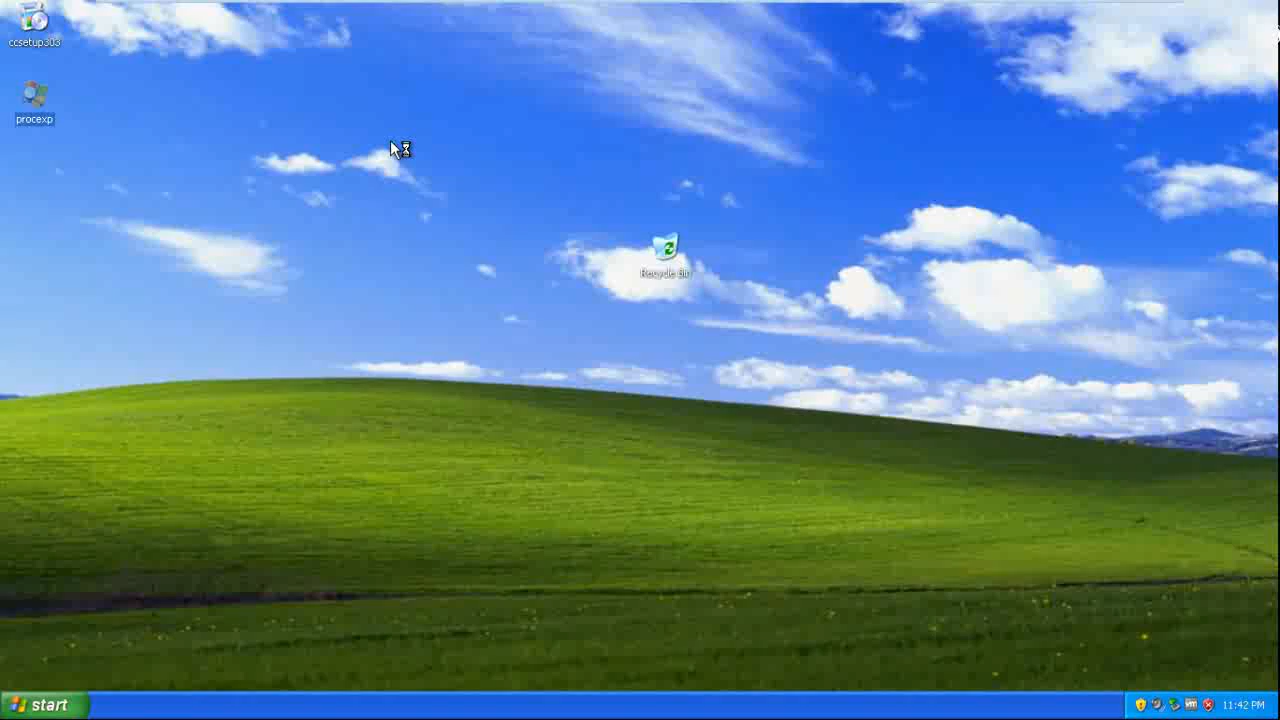 ccsetup303
procexp
Recycle Bin
start
11:42 PM